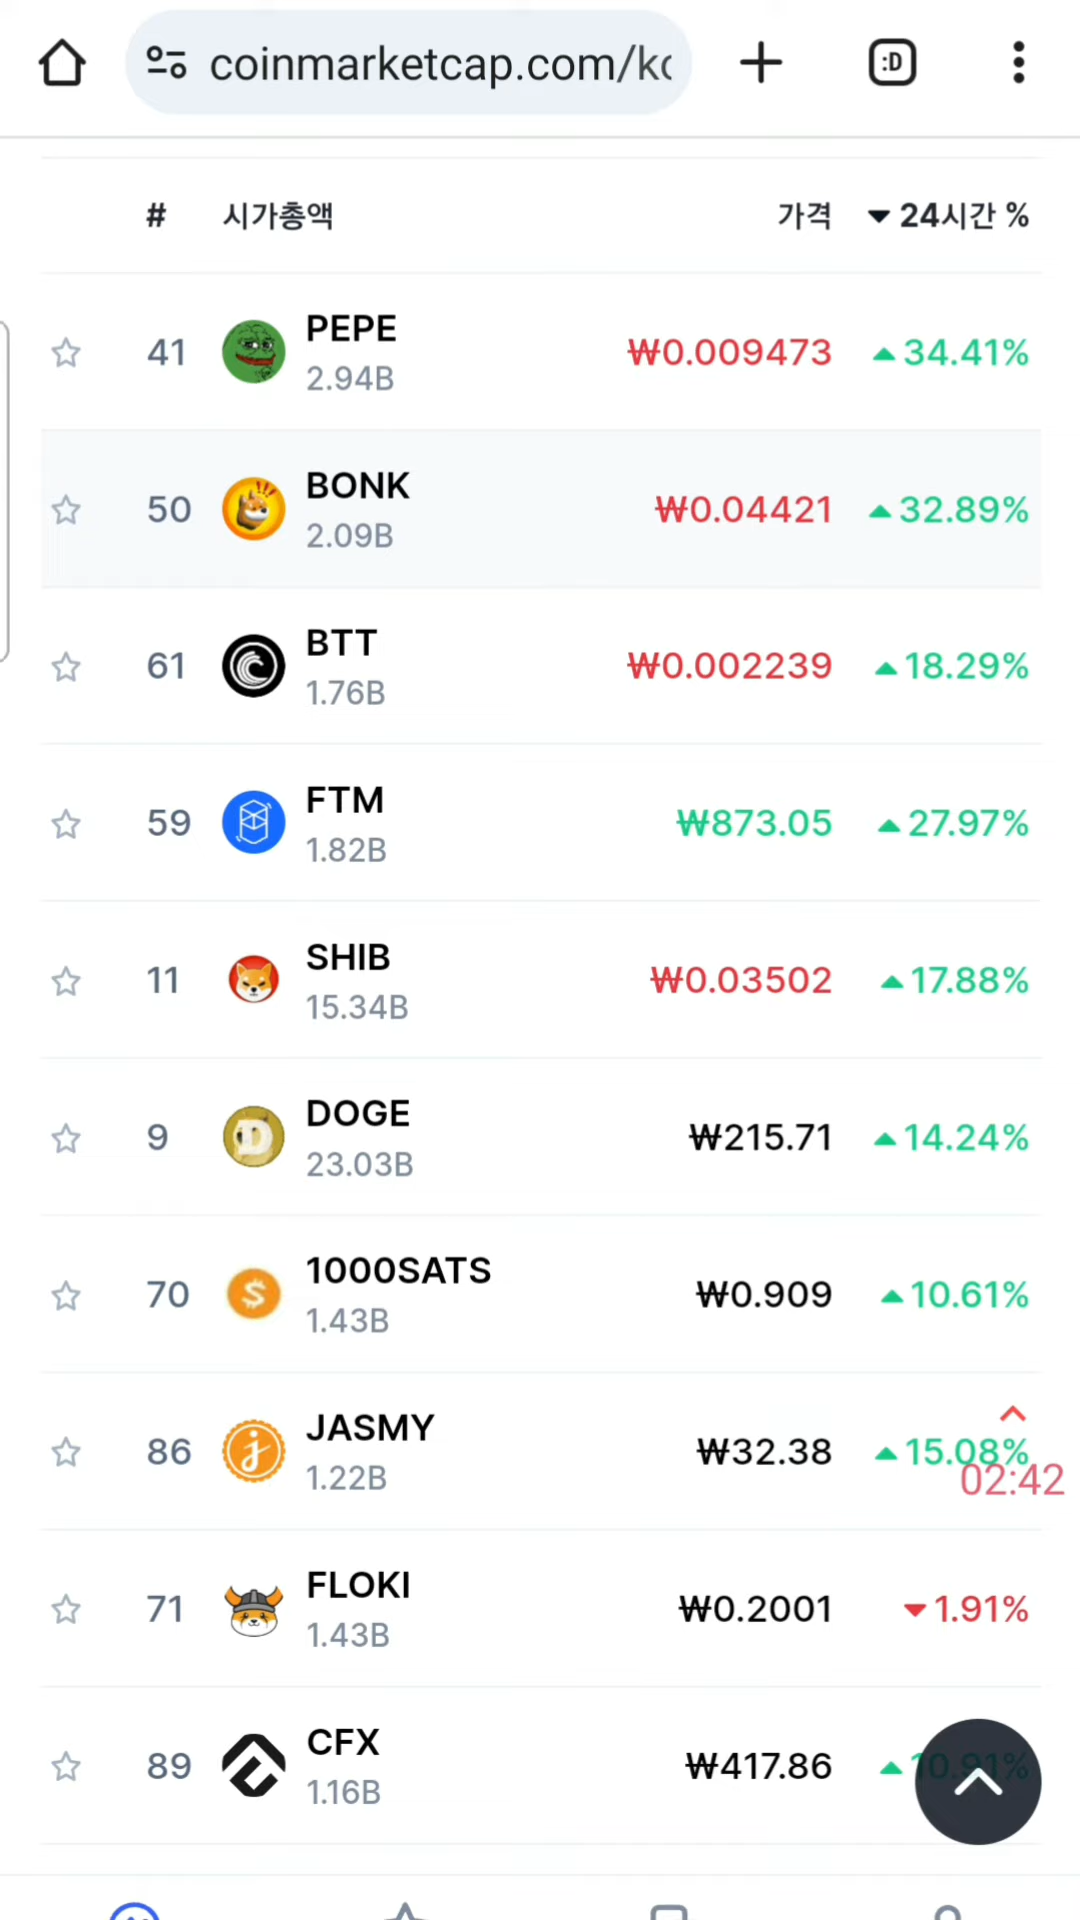 coinmarketcap.com/kc
:D
# 시가총액 가격 24시간 %
41 PEPE ₩0.009473 34.41%
2.94B
50 BONK ₩0.04421 32.89%
2.09B
61 BTT ₩0.002239 18.29%
1.76B
59 FTM ₩873.05 27.97%
1.82B
11 SHIB ₩0.03502 17.88%
15.34B
9 DOGE ₩215.71 14.24%
23.03B
70 1000SATS ₩0.909 10.61%
1.43B
86 JASMY ₩32.38 15.08%
1.22B
02:42
71 FLOKI ₩0.2001 1.91%
1.43B
89 CFX ₩417.86 10.91%
1.16B